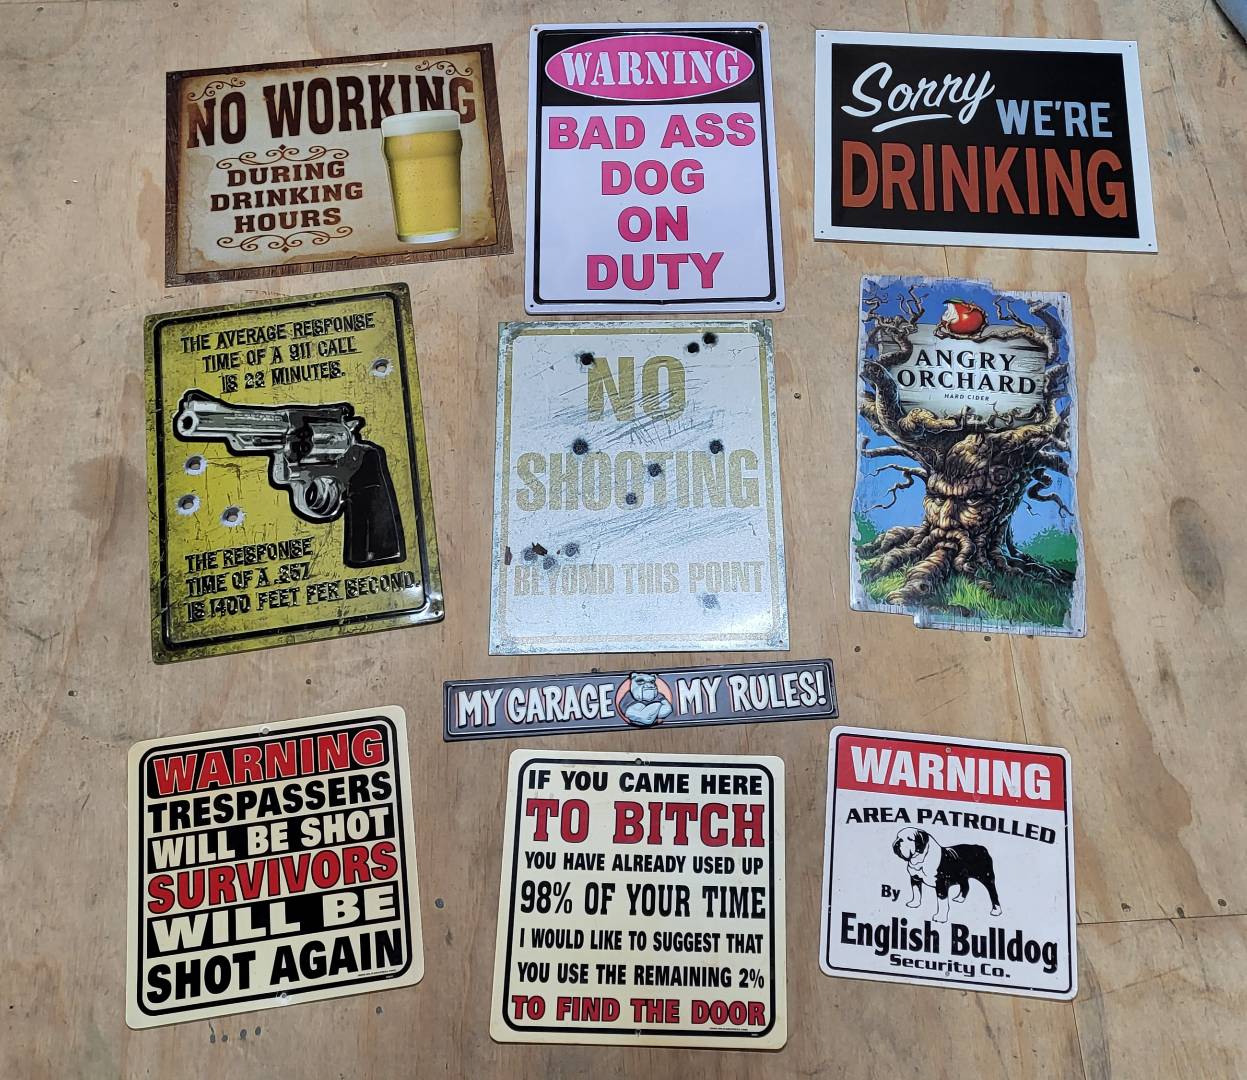 NO WORKING
DURING
DRINKING
HOURS
WARNING
BAD ASS
DOG
ON
DUTY
Sorry WE'RE
DRINKING
THE AVERAGE RESPONSE
TIME OF A 911 CALL
IS 22 MINUTES.
THE RESPONSE
TIME OF A .357
IS 1400 FEET PER SECOND.
NO
SHOOTING
BEYOND THIS POINT
ANGRY
ORCHARD
HARD CIDER
MY GARAGE MY RULES!
WARNING
TRESPASSERS
WILL BE SHOT
SURVIVORS
WILL BE
SHOT AGAIN
IF YOU CAME HERE
TO BITCH
YOU HAVE ALREADY USED UP
98% OF YOUR TIME
I WOULD LIKE TO SUGGEST THAT
YOU USE THE REMAINING 2%
TO FIND THE DOOR
WARNING
AREA PATROLLED
By
English Bulldog
Security Co.